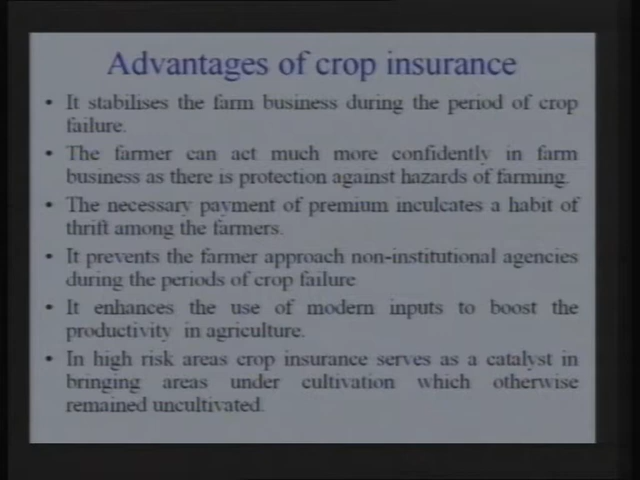 Advantages of crop insurance
• It stabilises the farm business during the period of crop
failure.
• The farmer can act much more confidently in farm
business as there is protection against hazards of farming.
• The necessary payment of premium inculcates a habit of
thrift among the farmers.
• It prevents the farmer approach non-institutional agencies
during the periods of crop failure
• It enhances the use of modern inputs to boost the
productivity in agriculture.
• In high risk areas crop insurance serves as a catalyst in
bringing areas under cultivation which otherwise
remained uncultivated.